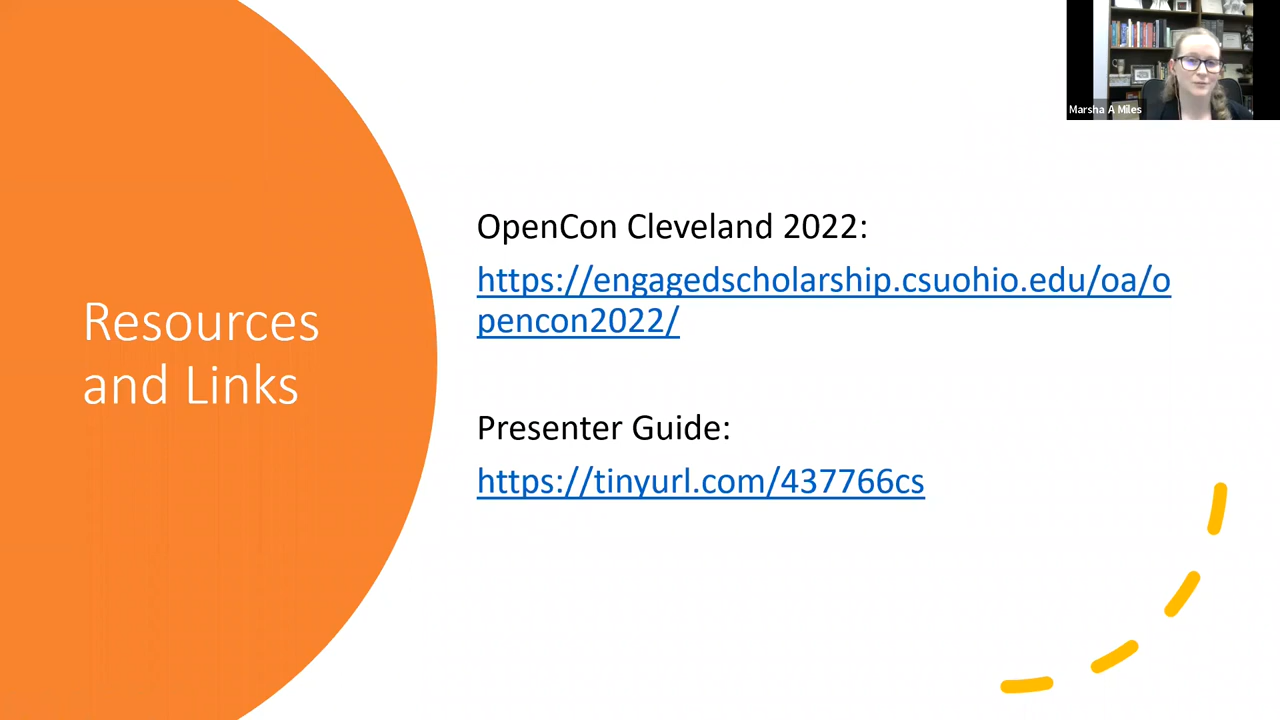 Marsha A Miles
OpenCon Cleveland 2022:
https://engagedscholarship.csuohio.edu/oa/o
pencon2022/
Resources
and Links
Presenter Guide:
https://tinyurl.com/437766cs